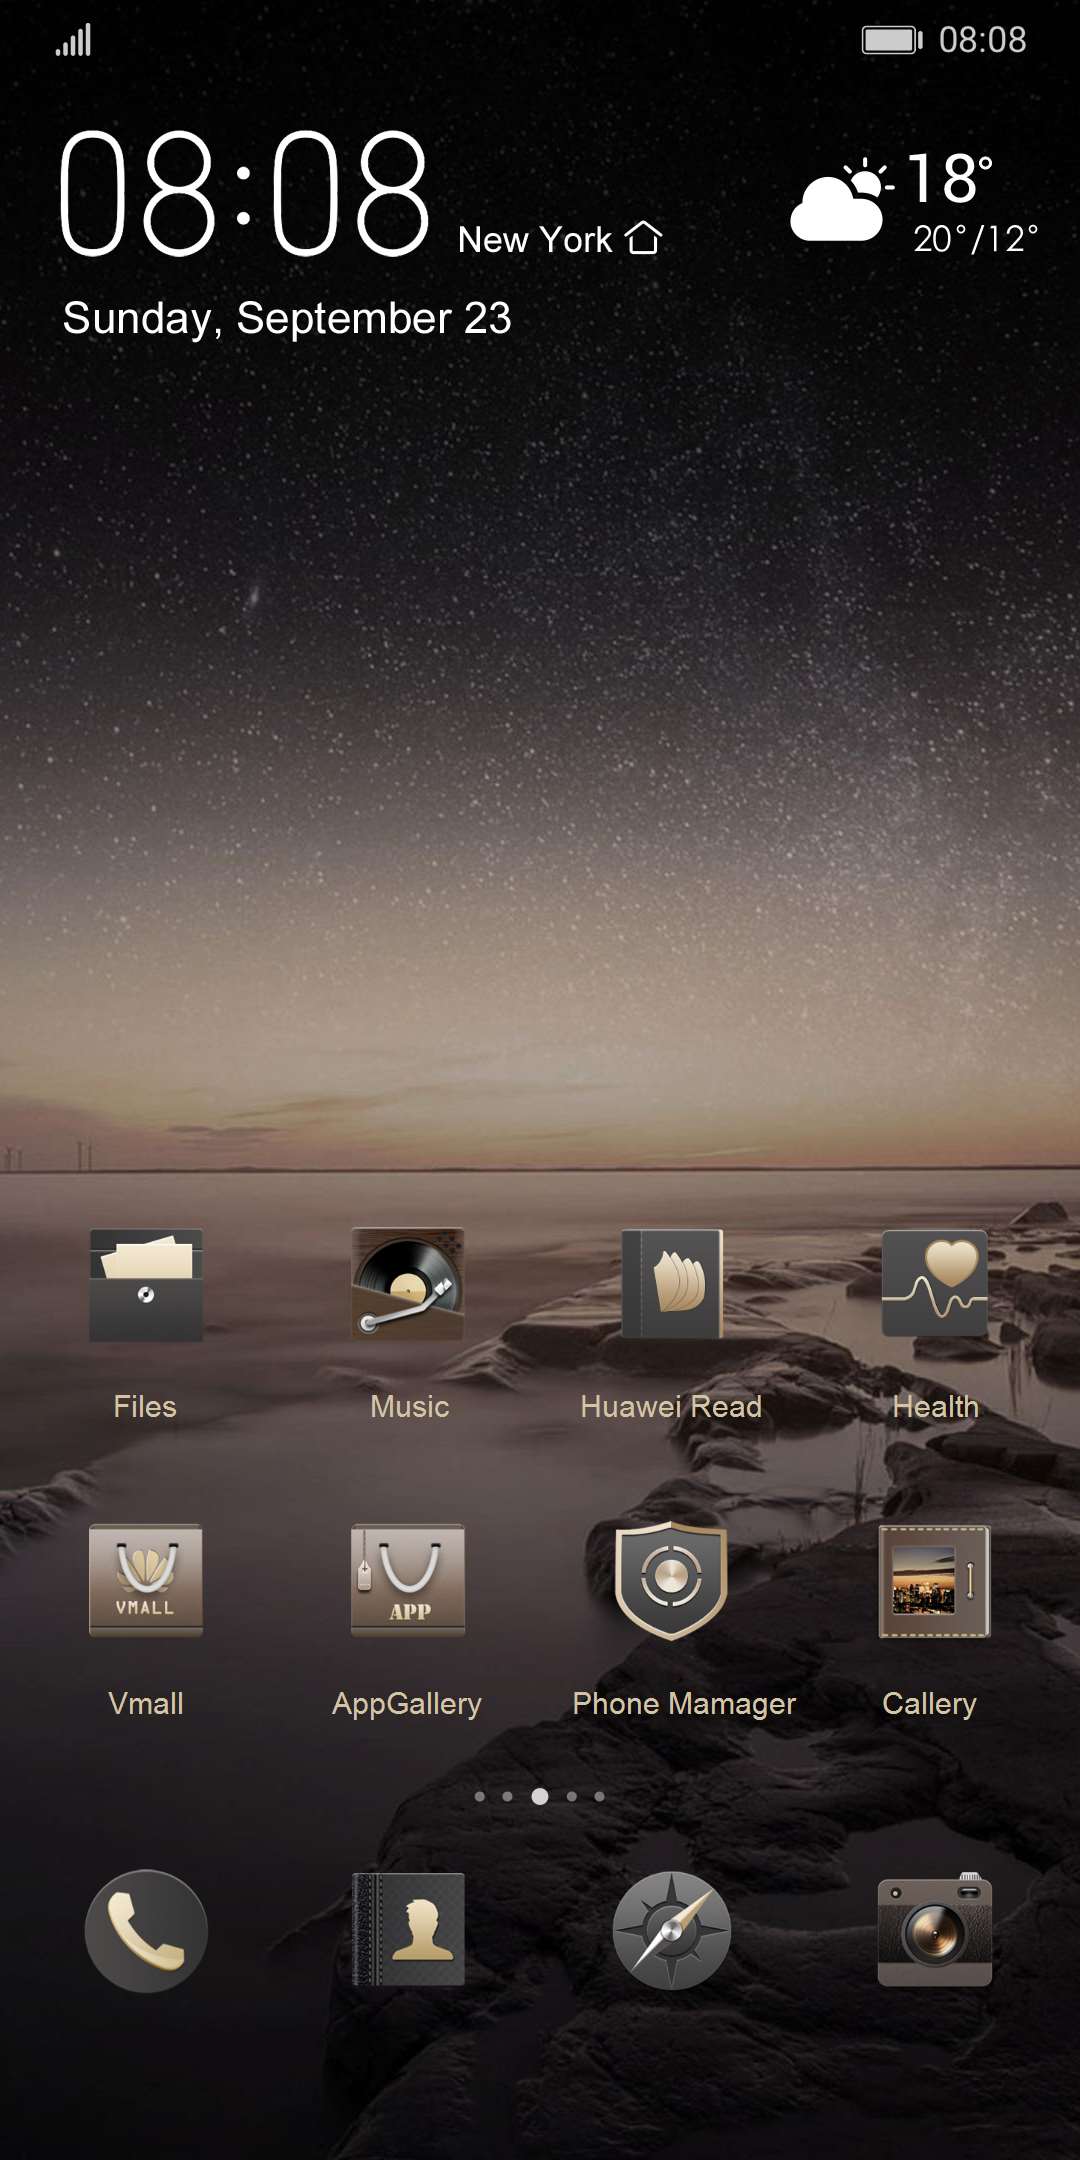 08:08
08:08
New York
18°
20°/12°
Sunday, September 23
Files
Music
Huawei Read
Health
VMALL
APP
Vmall
AppGallery
Phone Mamager
Callery